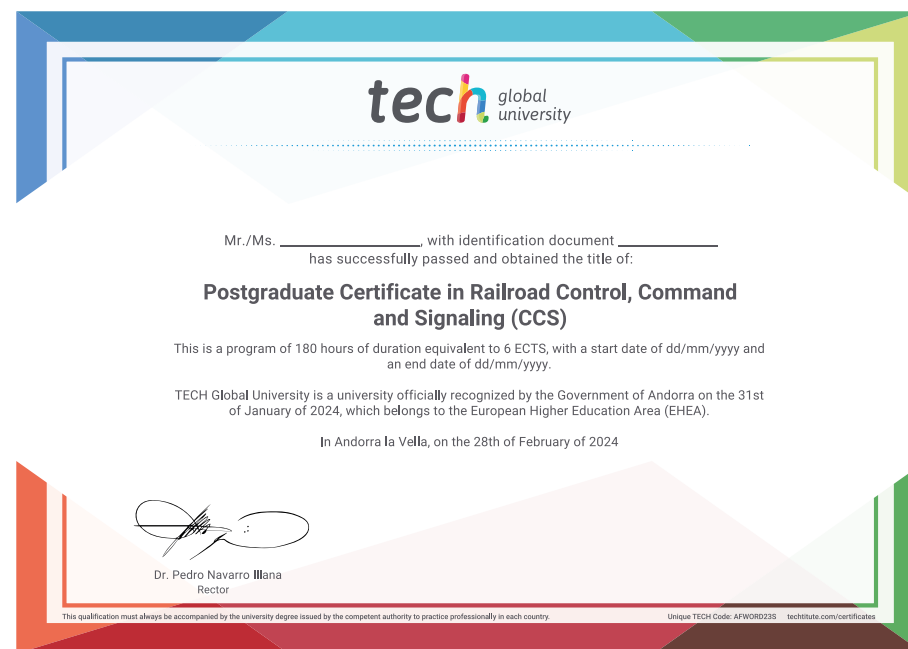 tech global university
Mr./Ms. ____________________, with identification document ______________
has successfully passed and obtained the title of:
Postgraduate Certificate in Railroad Control, Command
and Signaling (CCS)
This is a program of 180 hours of duration equivalent to 6 ECTS, with a start date of dd/mm/yyyy and
an end date of dd/mm/yyyy.
TECH Global University is a university officially recognized by the Government of Andorra on the 31st
of January of 2024, which belongs to the European Higher Education Area (EHEA).
In Andorra la Vella, on the 28th of February of 2024
Dr. Pedro Navarro Illana
Rector
This qualification must always be accompanied by the university degree issued by the competent authority to practice professionally in each country.
Unique TECH Code: AFWORD23S techtitute.com/certificates